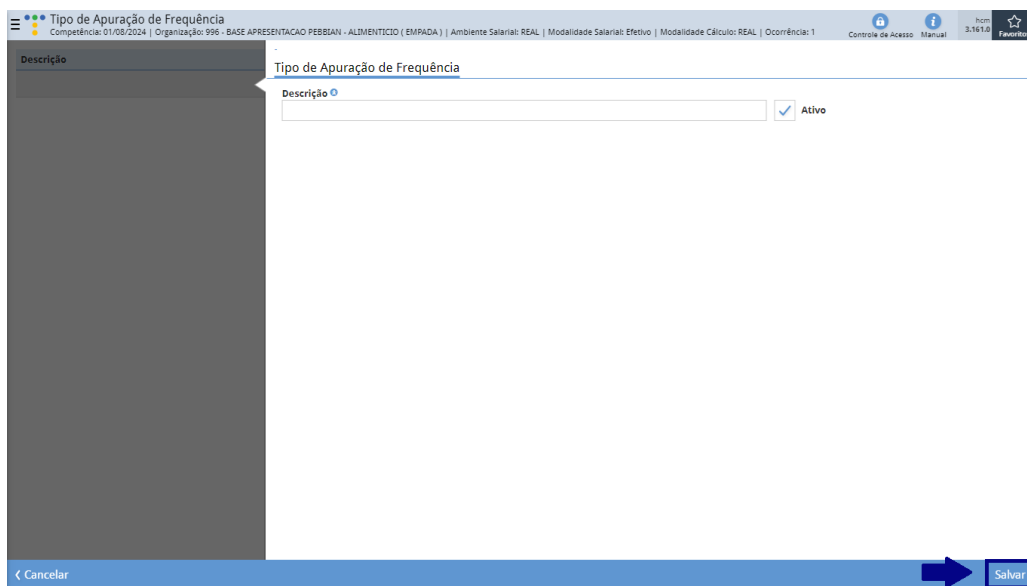 Tipo de Apuração de Frequência
Competência: 01/08/2024 | Organização: 996 - BASE APRESENTACAO PEBBIAN - ALIMENTICIO ( EMPADA ) | Ambiente Salarial: REAL | Modalidade Salarial: Efetivo | Modalidade Cálculo: REAL | Ocorrência: 1
Controle de Acesso
Manual
hcm
3.161.0
Favorito
Descrição
Tipo de Apuração de Frequência
Descrição
Ativo
Cancelar
Salvar